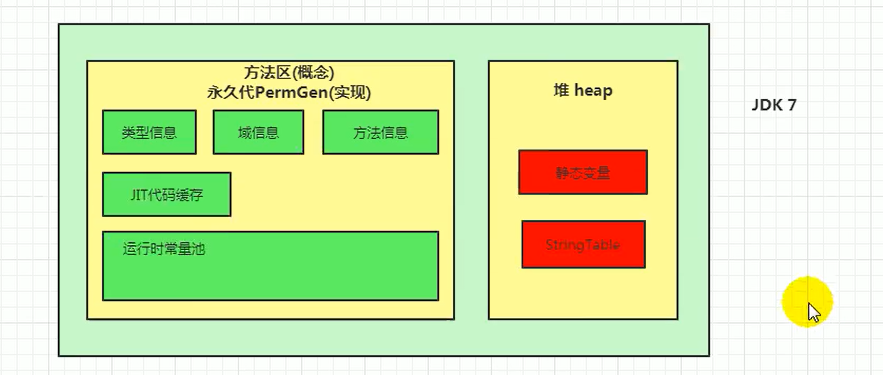 方法区(概念)
永久代PermGen(实现)
类型信息
域信息
方法信息
JIT代码缓存
运行时常量池
堆 heap
静态变量
StringTable
JDK 7